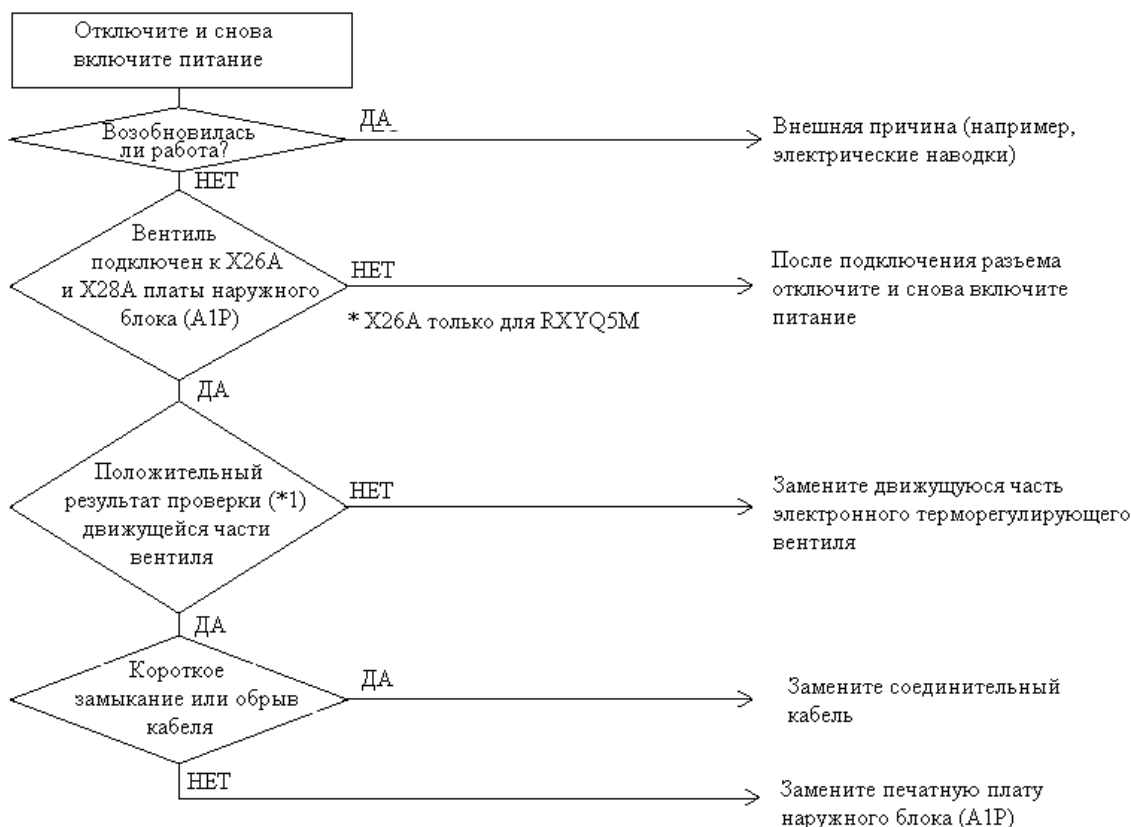 Отключите и снова
включите питание
Возобновилась
ли работа?
ДА
Внешняя причина (например,
электрические наводки)
НЕТ
Вентиль
подключен к X26A
и X28A платы наружного
блока (A1P)
НЕТ
* X26A только для RXYQ5M
После подключения разъема
отключите и снова включите
питание
ДА
Положительный
результат проверки (*1)
движущейся части
вентиля
НЕТ
Замените движущуюся часть
электронного терморегулирующего
вентиля
ДА
Короткое
замыкание или обрыв
кабеля
ДА
Замените соединительный
кабель
НЕТ
Замените печатную плату
наружного блока (A1P)